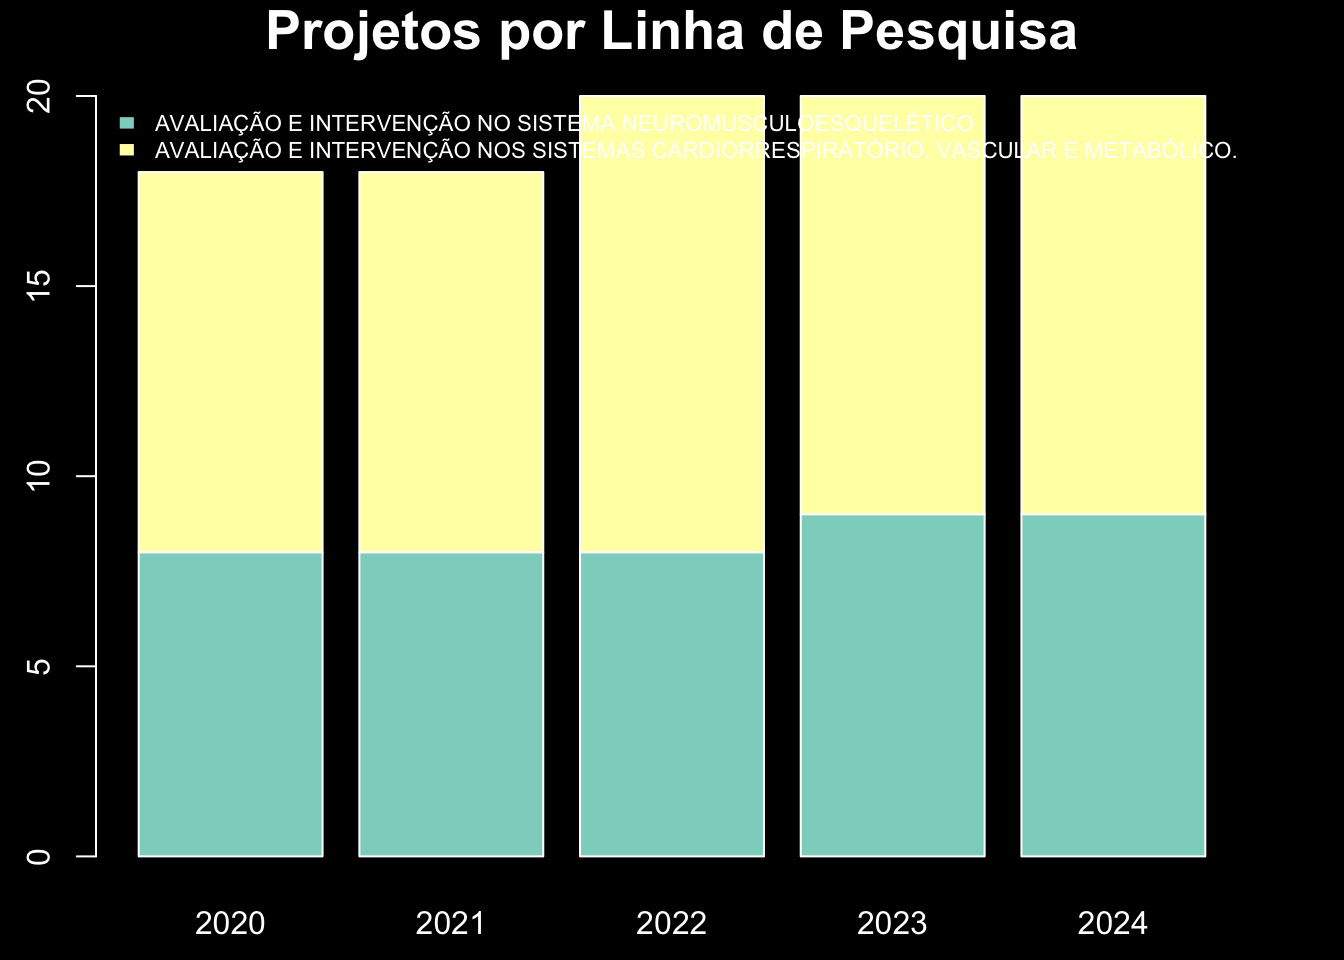 Projetos por Linha de Pesquisa
20
AVALIAÇÃO E INTERVENÇÃO NO SISTEMA NEUROMUSCULOESQUELÉTICO
AVALIAÇÃO E INTERVENÇÃO NOS SISTEMAS CARDIORRESPIRATÓRIO, VASCULAR E METABÓLICO.
15
10
5
0
2020 2021 2022 2023 2024